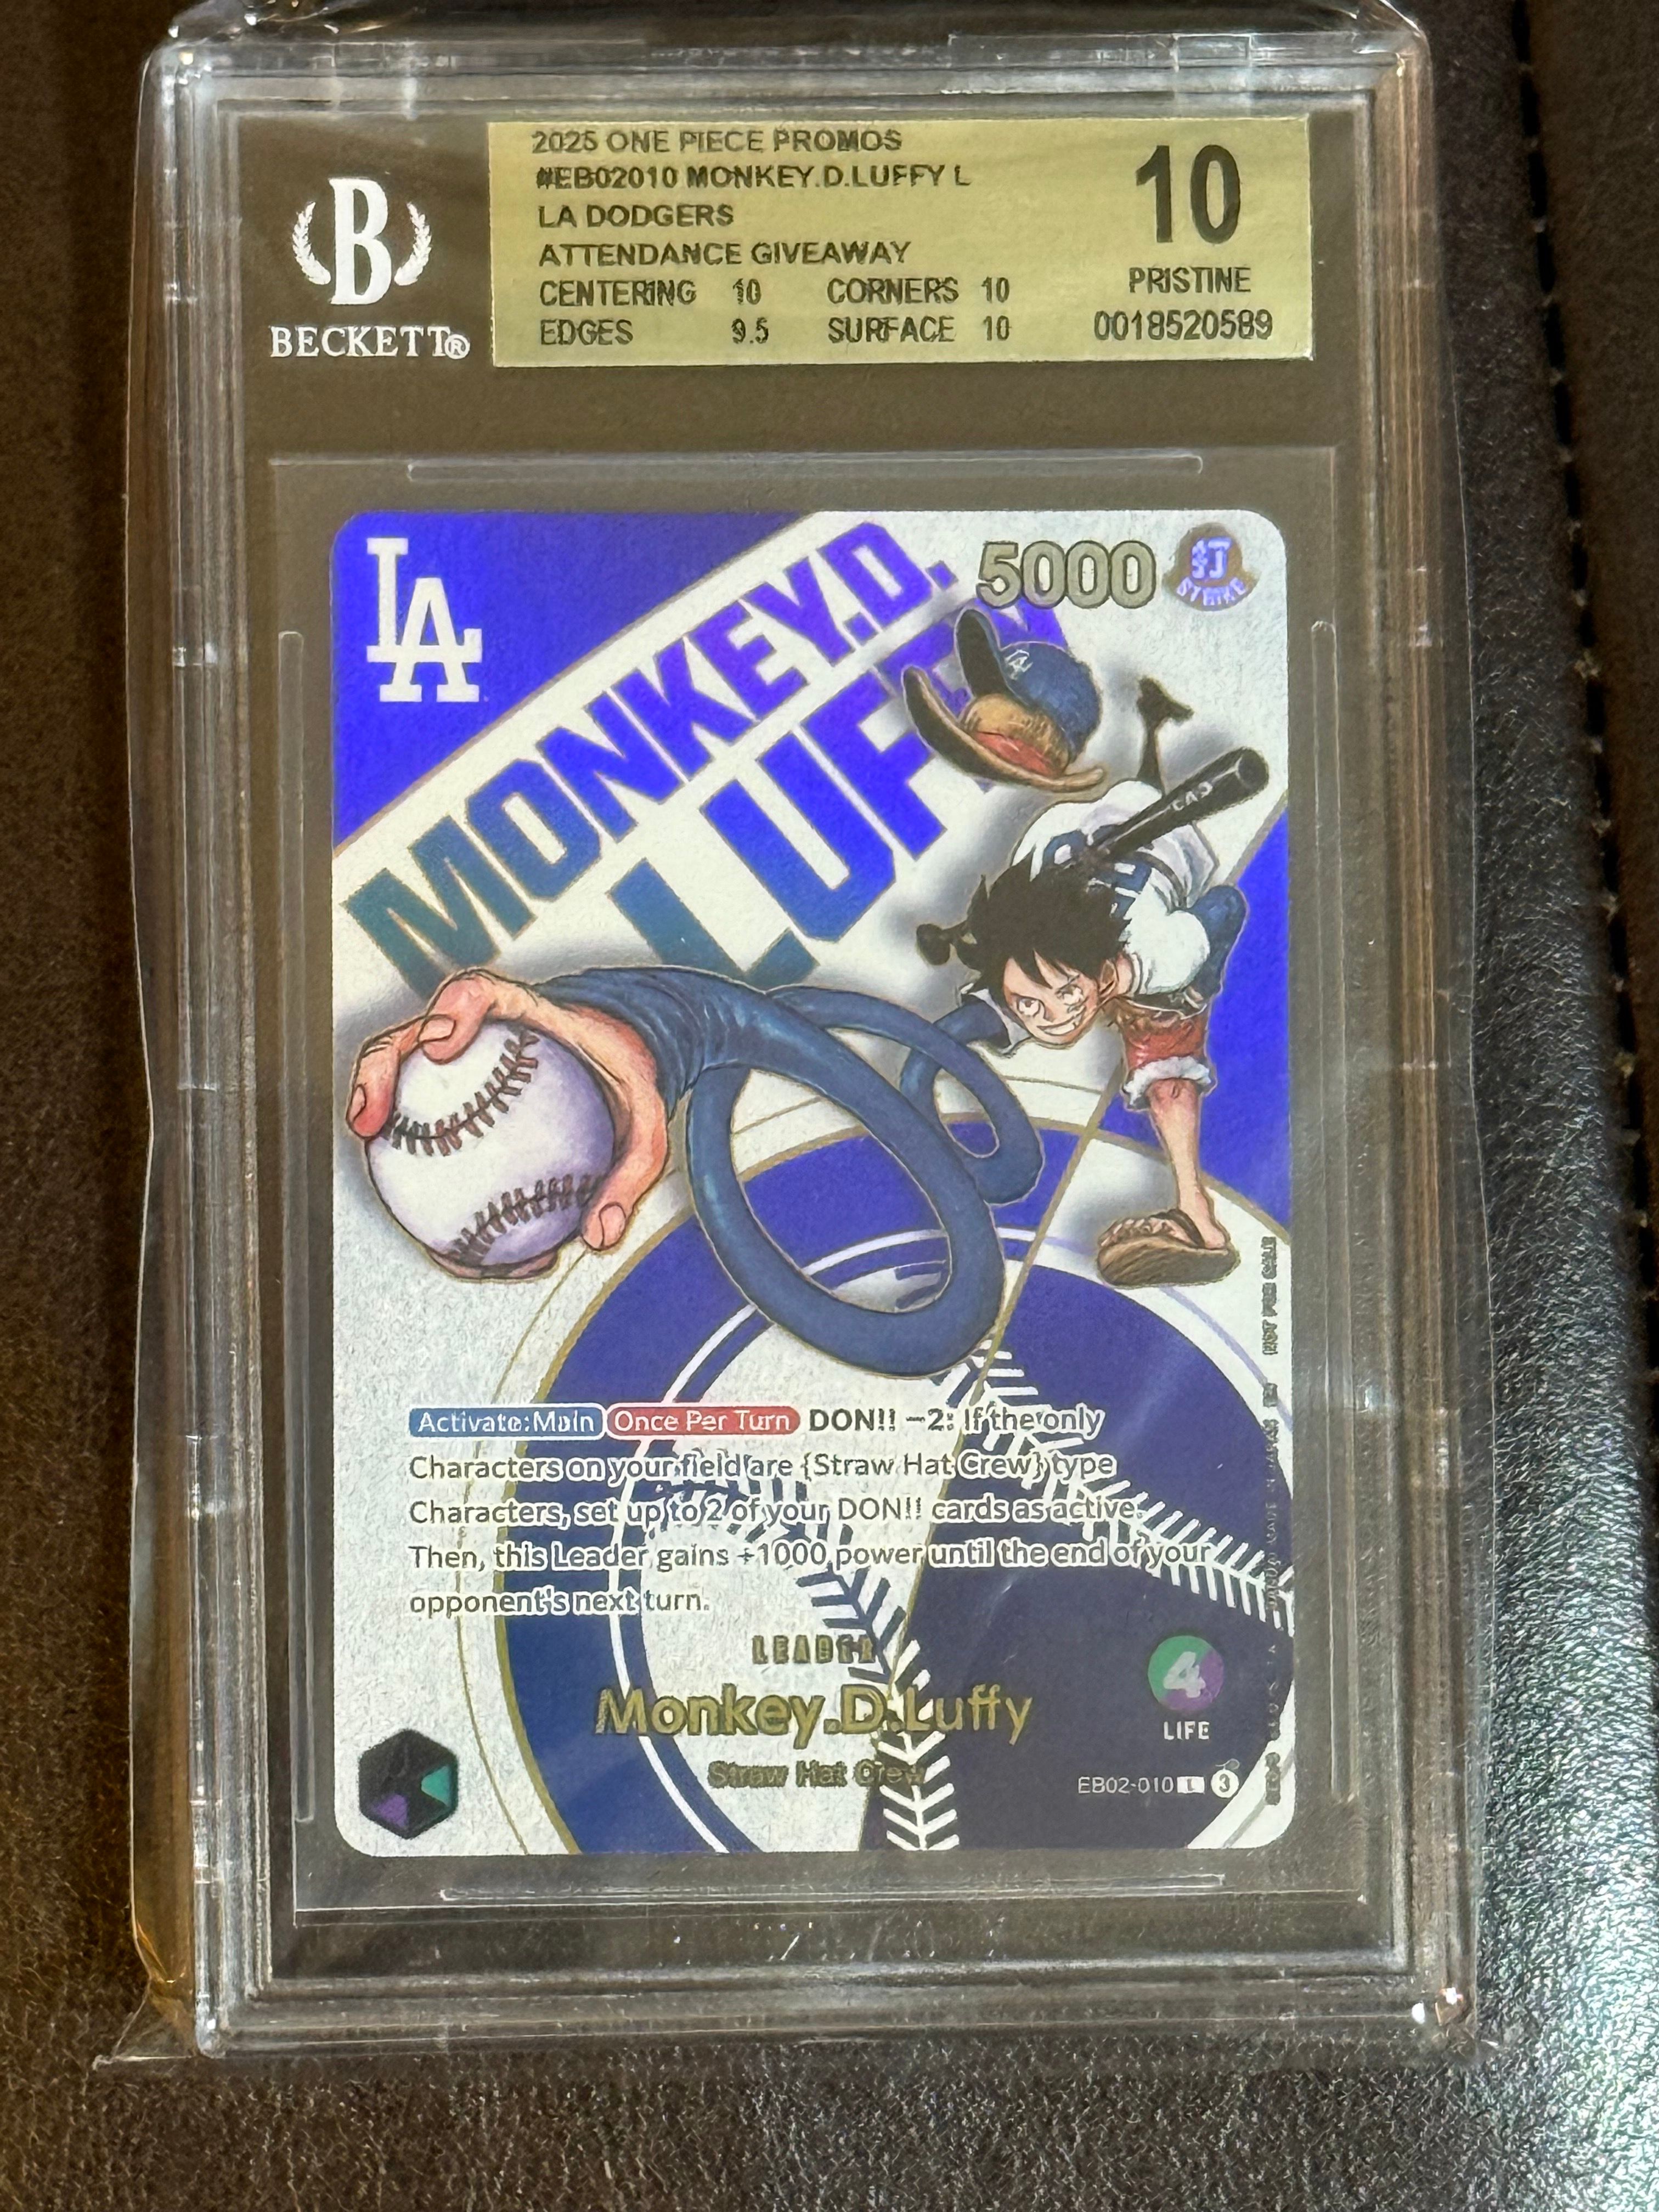 2025 ONE PIECE PROMOS
#EB02010 MONKEY.D.LUFFY L
LA DODGERS
ATTENDANCE GIVEAWAY
CENTERING 10 CORNERS 10
EDGES 9.5 SURFACE 10
10
PRISTINE
0018520589
B
BECKETT®
LA
MONKEY.D.
LUFFY
5000
打
STRIKE
LA
Activate:Main Once Per Turn DON!! −2: If the only
Characters on your field are {Straw Hat Crew} type
Characters, set up to 2 of your DON!! cards as active.
Then, this Leader gains +1000 power until the end of your
opponent's next turn.
LEADER
Monkey.D.Luffy
Straw Hat Crew
4
LIFE
EB02-010 L 3
NOT FOR SALE